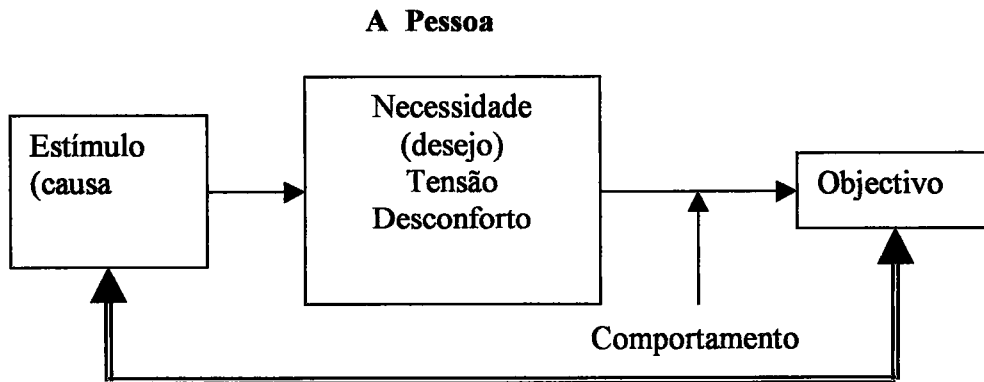 A Pessoa
Estímulo
(causa
Necessidade
(desejo)
Tensão
Desconforto
Objectivo
Comportamento